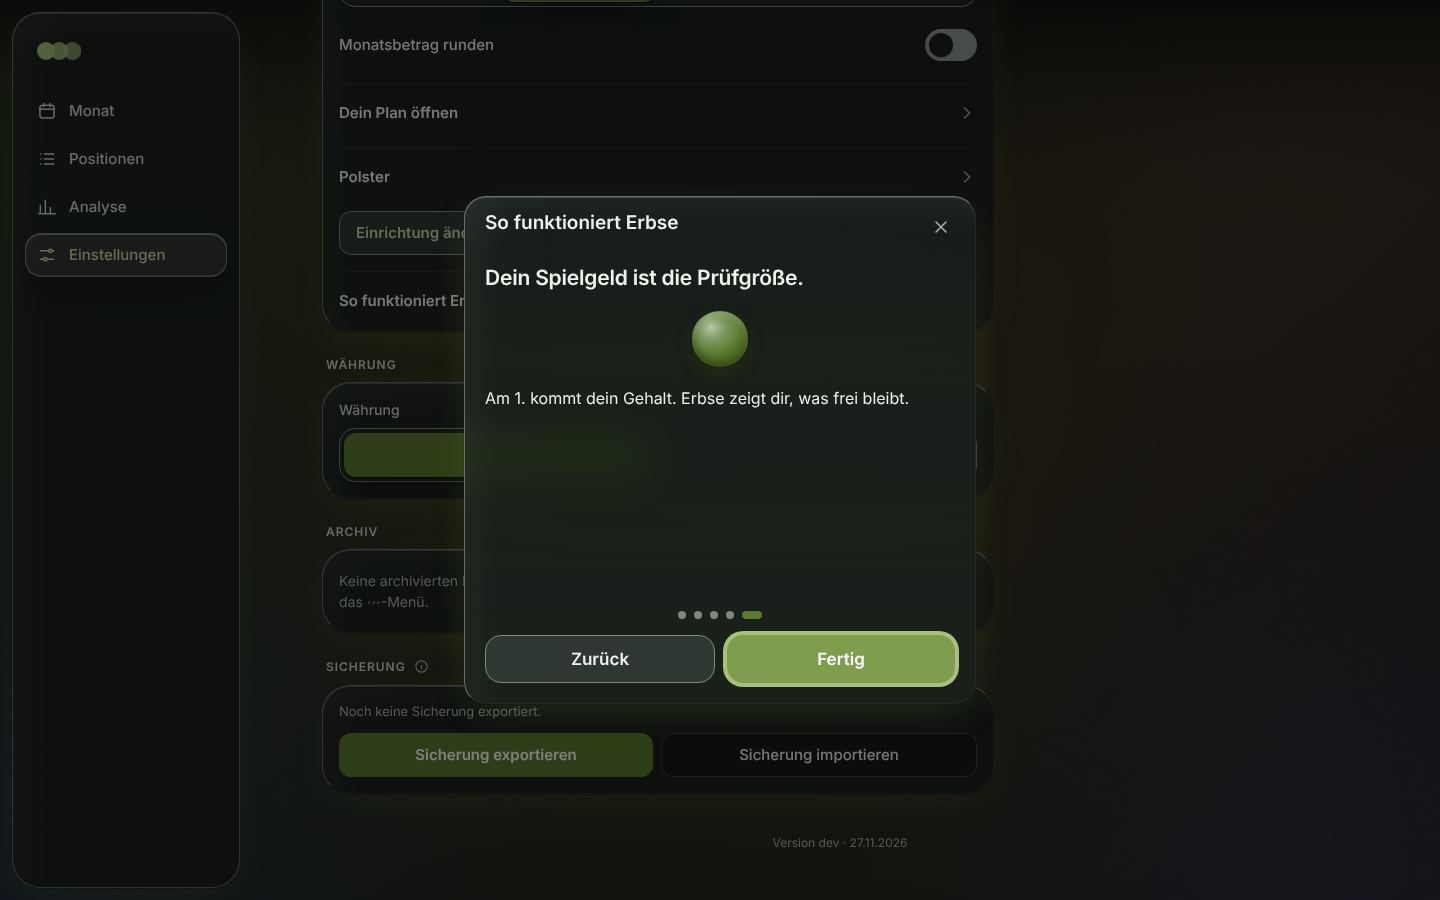 Monat
Positionen
Analyse
Einstellungen
Monatsbetrag runden
Dein Plan öffnen
Polster
Einrichtung
So funktioniert
WÄHRUNG
Währung
ARCHIV
Keine archivierten
das ···-Menü.
SICHERUNG
Noch keine Sicherung exportiert.
Sicherung exportieren
Sicherung importieren
Version dev · 27.11.2026
So funktioniert Erbse
Dein Spielgeld ist die Prüfgröße.
Am 1. kommt dein Gehalt. Erbse zeigt dir, was frei bleibt.
Zurück
Fertig